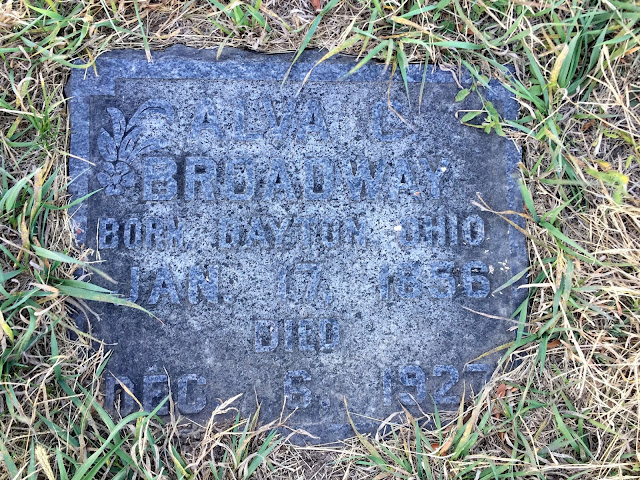 ALVA C.
BROADWAY
BORN, DAYTON, OHIO
JAN. 17, 1856
DIED
DEC. 6, 1927